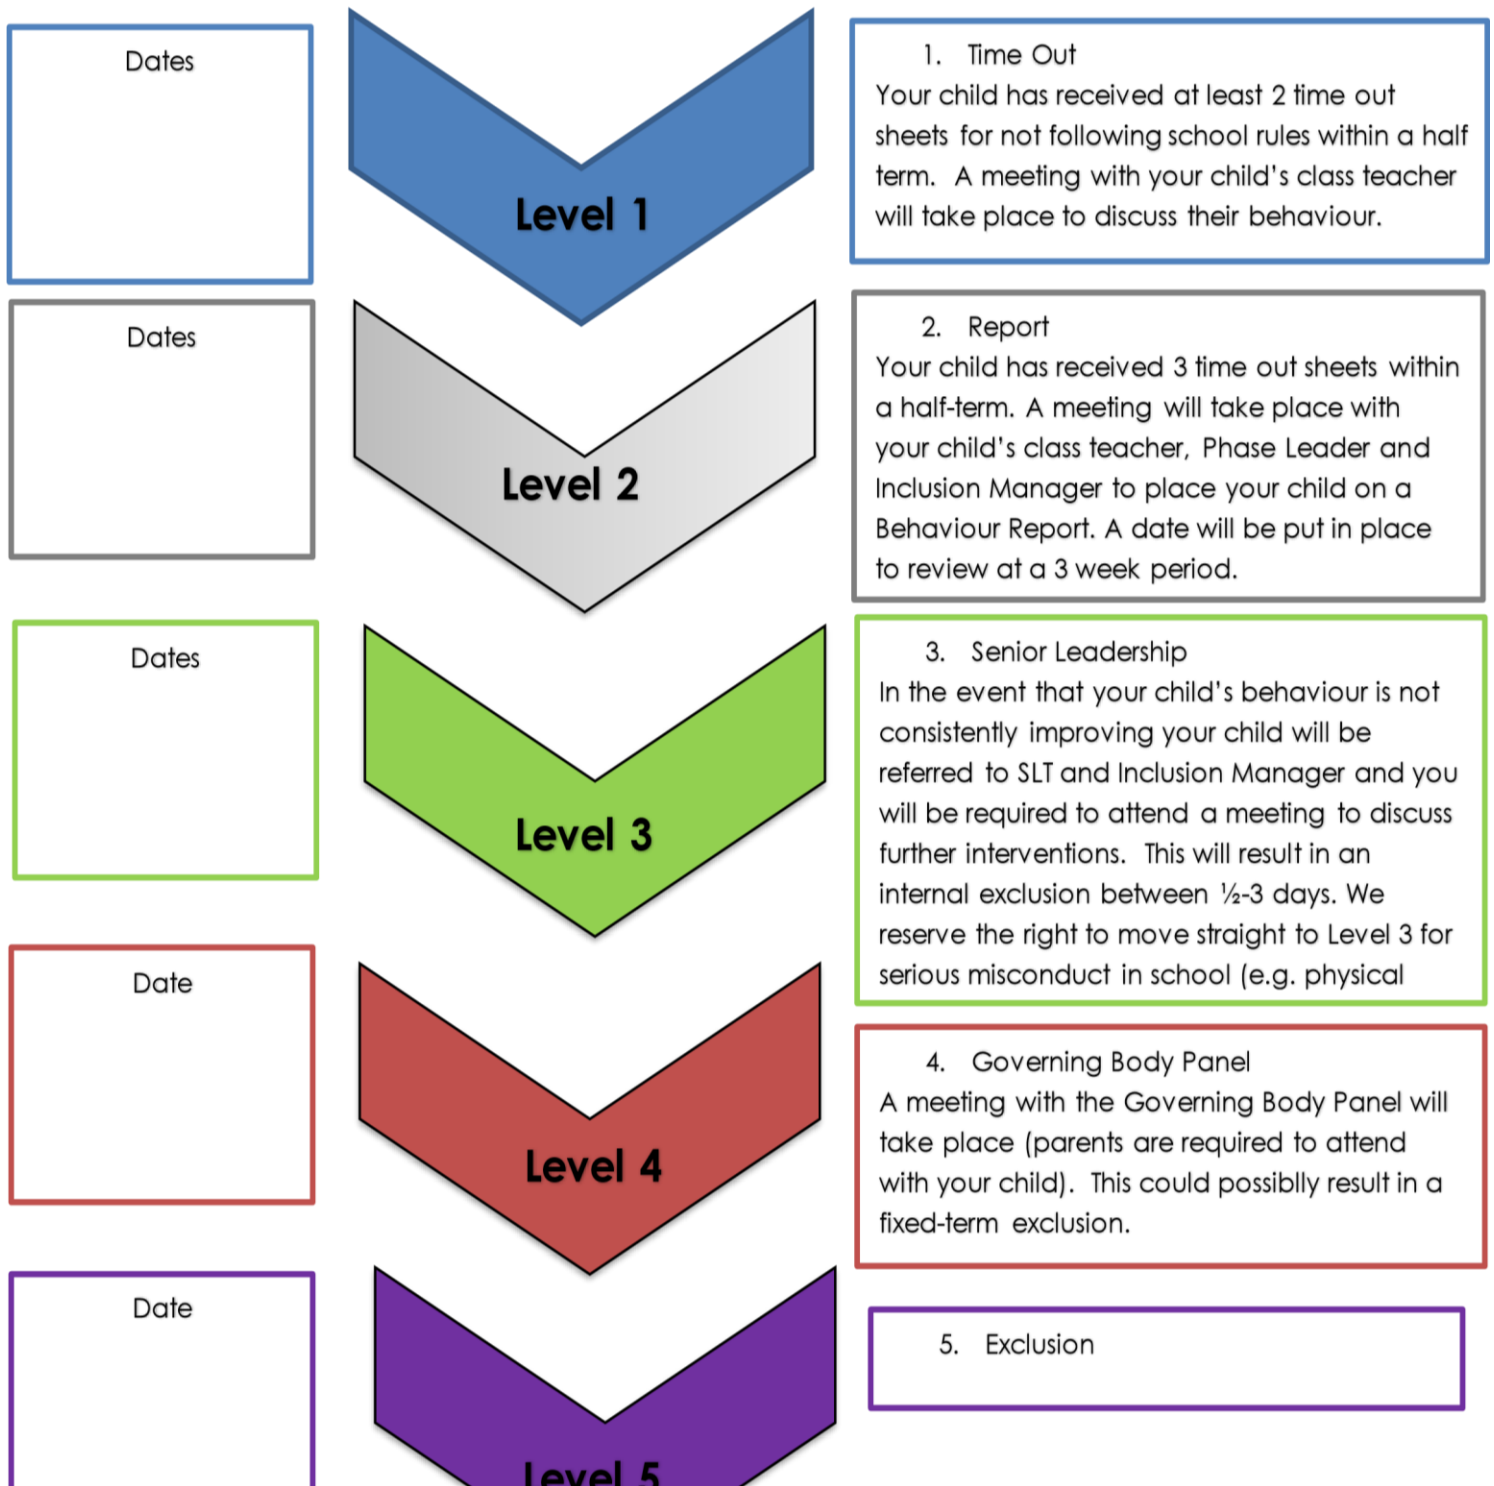 Dates
Level 1
1. Time Out
Your child has received at least 2 time out
sheets for not following school rules within a half
term. A meeting with your child's class teacher
will take place to discuss their behaviour.
Dates
Level 2
2. Report
Your child has received 3 time out sheets within
a half-term. A meeting will take place with
your child's class teacher, Phase Leader and
Inclusion Manager to place your child on a
Behaviour Report. A date will be put in place
to review at a 3 week period.
Dates
Level 3
3. Senior Leadership
In the event that your child's behaviour is not
consistently improving your child will be
referred to SLT and Inclusion Manager and you
will be required to attend a meeting to discuss
further interventions. This will result in an
internal exclusion between ½-3 days. We
reserve the right to move straight to Level 3 for
serious misconduct in school (e.g. physical
Date
Level 4
4. Governing Body Panel
A meeting with the Governing Body Panel will
take place (parents are required to attend
with your child). This could possiblly result in a
fixed-term exclusion.
Date
Level 5
5. Exclusion